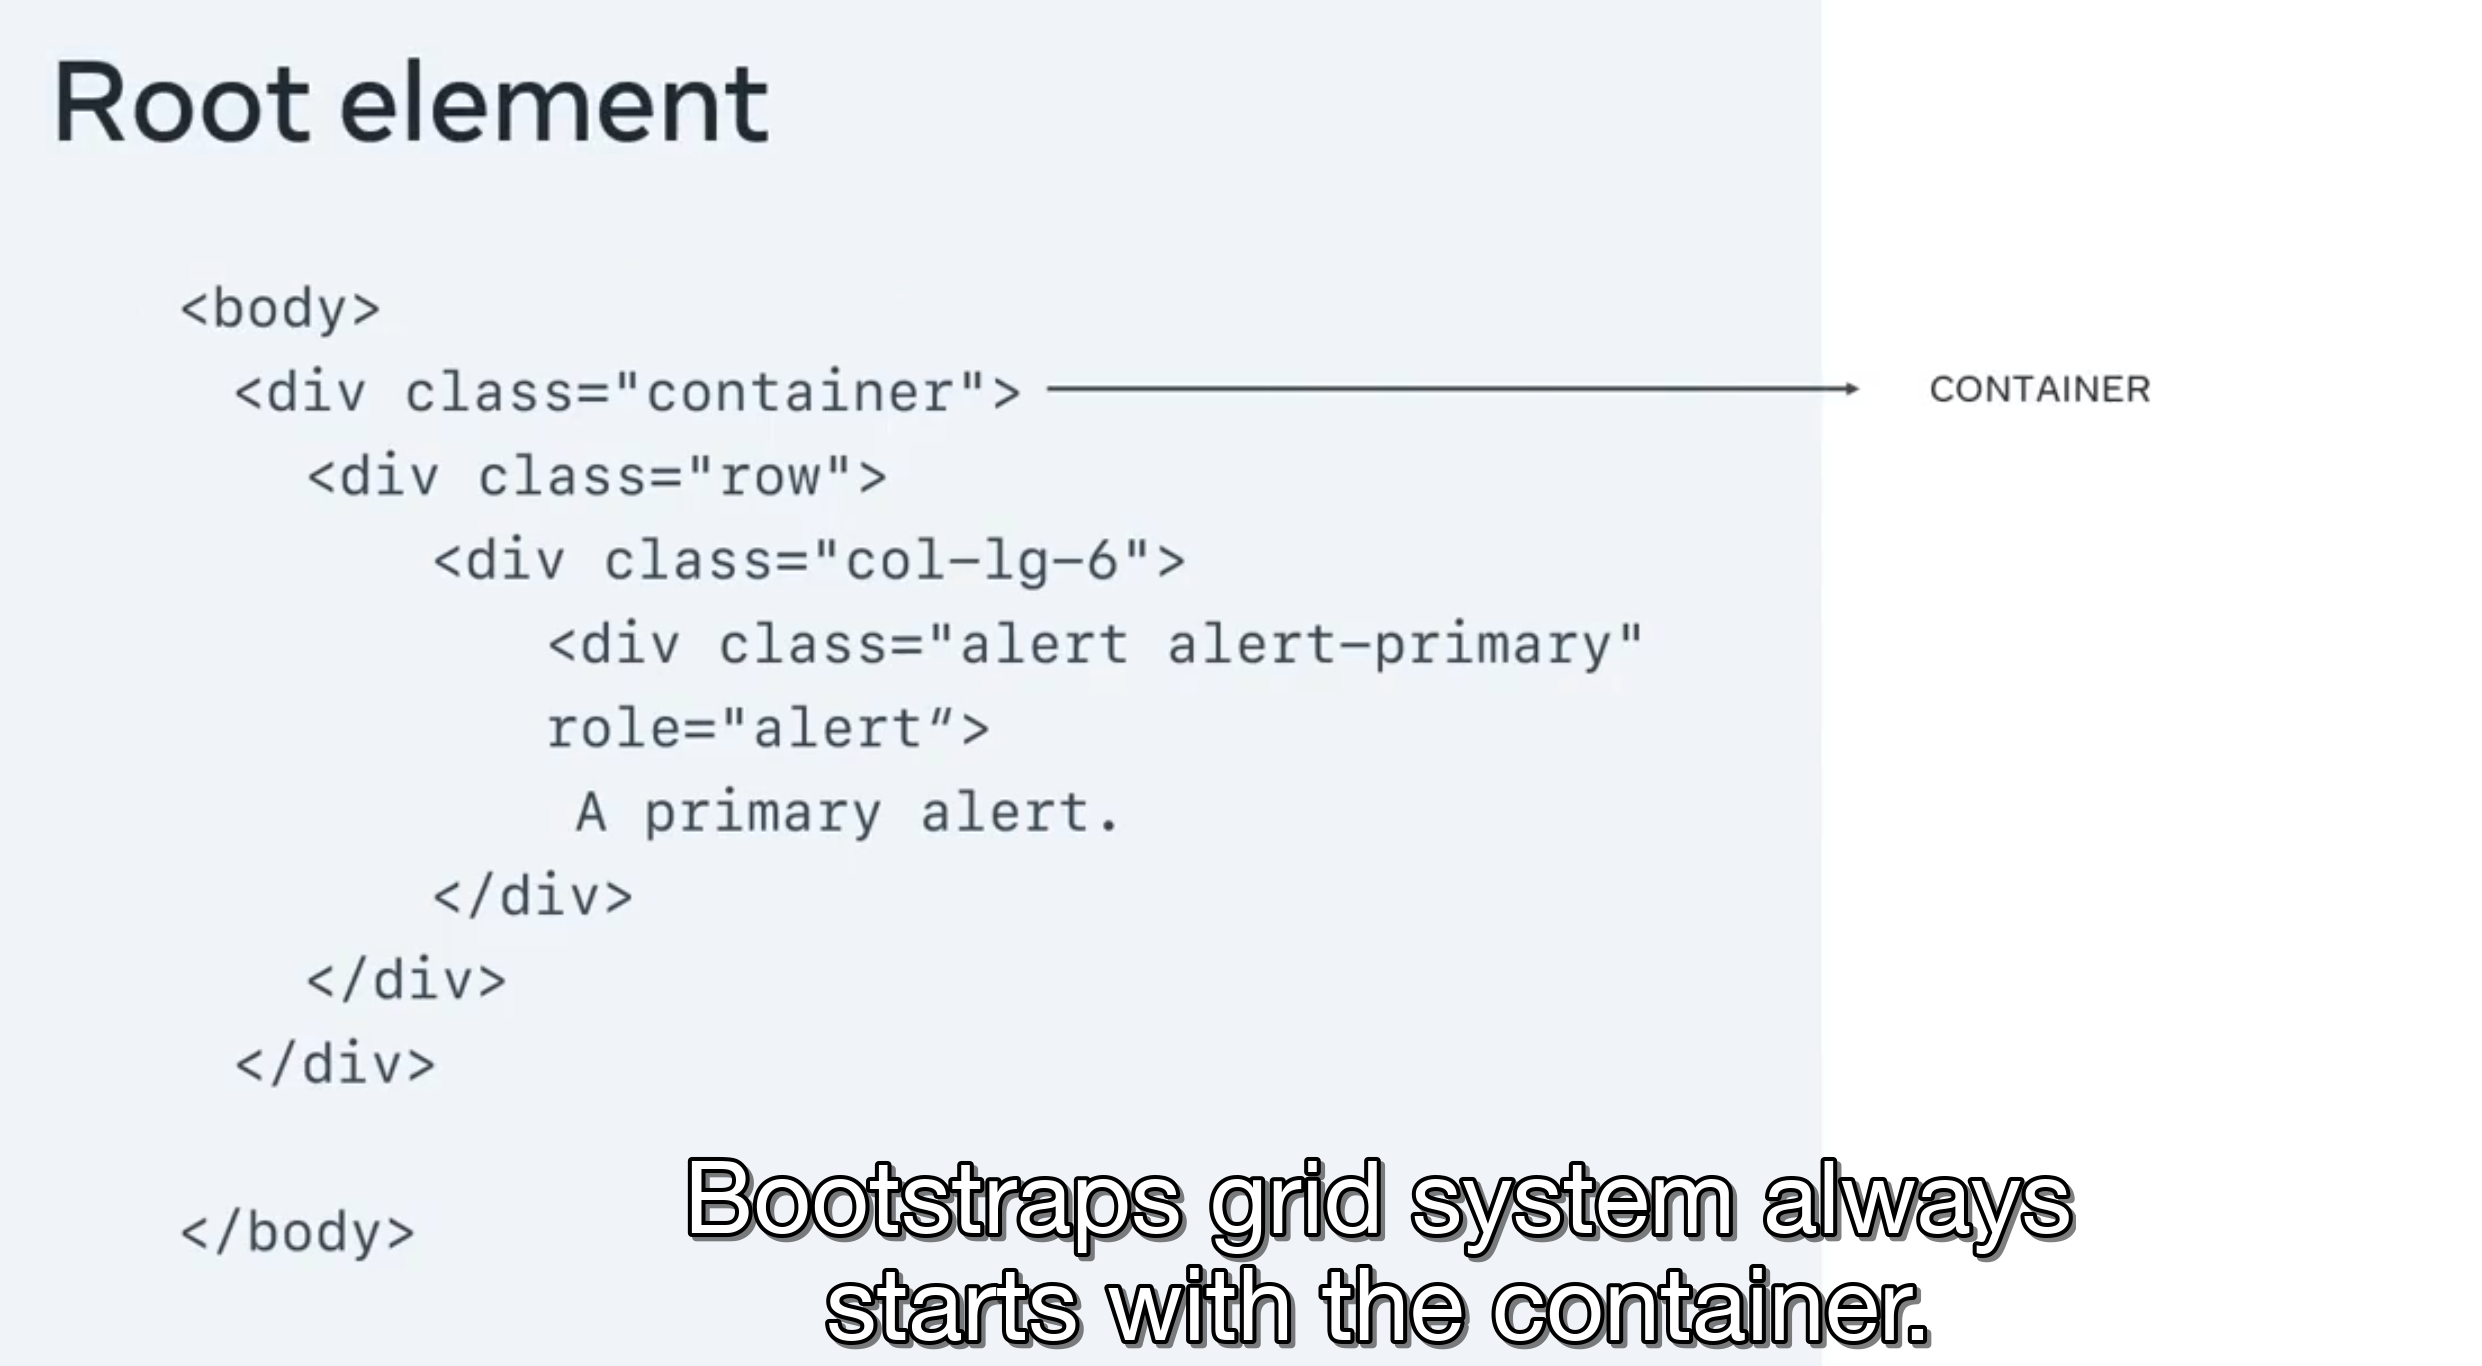 Root element
<body>
<div class="container">
CONTAINER
<div class="row">
<div class="col-lg-6">
<div class="alert alert-primary"
role="alert”>
A primary alert.
</div>
</div>
</div>
</body>
Bootstraps grid system always
starts with the container.